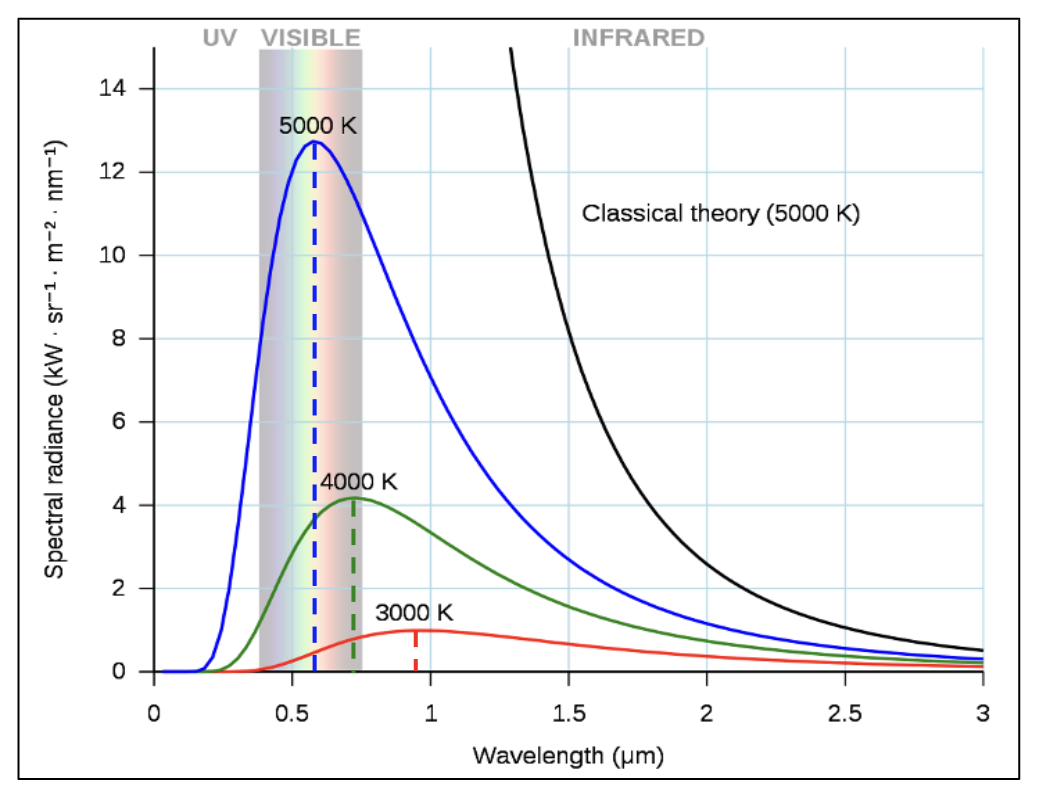 UV VISIBLE INFRARED
14
12
10
8
6
4
2
0
Spectral radiance (kW · sr⁻¹ · m⁻² · nm⁻¹)
5000 K
Classical theory (5000 K)
4000 K
3000 K
0 0.5 1 1.5 2 2.5 3
Wavelength (μm)